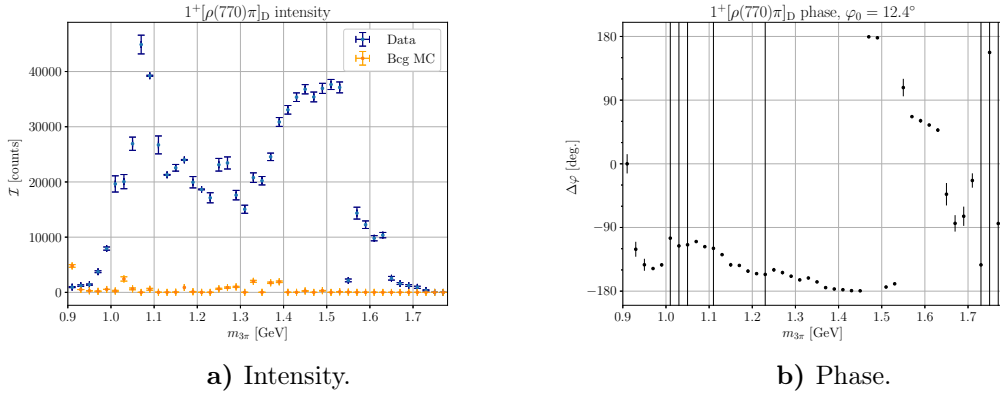 1⁺[ρ(770)π]_D intensity
Data
Bcg MC
40000
30000
20000
10000
0
ℐ [counts]
0.9 1.0 1.1 1.2 1.3 1.4 1.5 1.6 1.7
m₃π [GeV]
a) Intensity.
1⁺[ρ(770)π]_D phase, φ₀ = 12.4°
180
90
0
−90
−180
Δφ [deg.]
0.9 1.0 1.1 1.2 1.3 1.4 1.5 1.6 1.7
m₃π [GeV]
b) Phase.